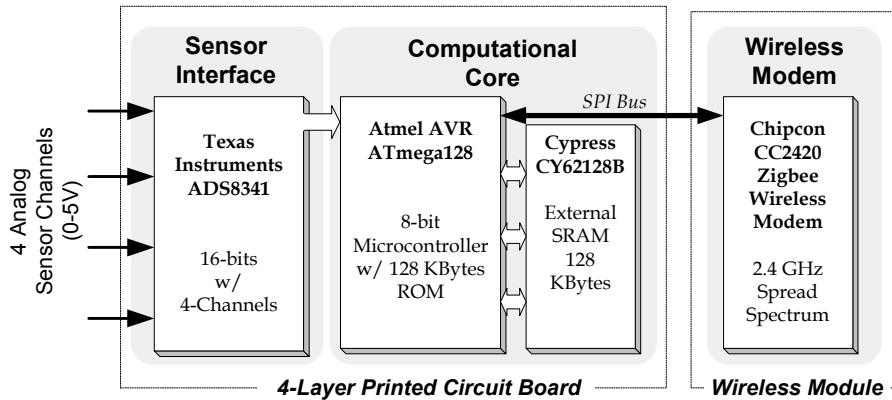 Sensor
Interface
Computational
Core
Wireless
Modem
SPI Bus
4 Analog
Sensor Channels
(0-5V)
Texas
Instruments
ADS8341
16-bits
w/
4-Channels
Atmel AVR
ATmega128
8-bit
Microcontroller
w/ 128 KBytes
ROM
Cypress
CY62128B
External
SRAM
128
KBytes
Chipcon
CC2420
Zigbee
Wireless
Modem
2.4 GHz
Spread
Spectrum
4-Layer Printed Circuit Board
Wireless Module